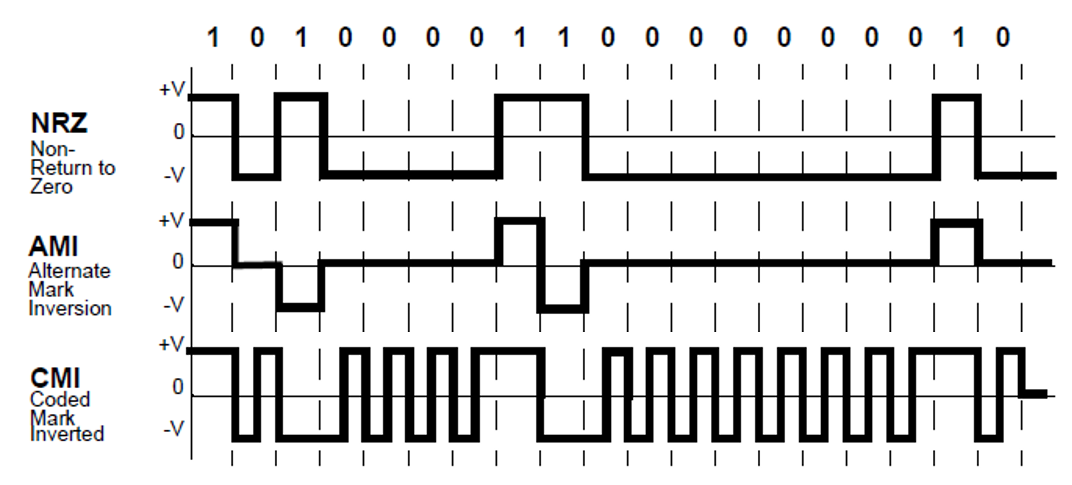 1 0 1 0 0 0 0 1 1 0 0 0 0 0 0 0 0 1 0
+V
NRZ
0
Non-
Return to
Zero
-V
+V
AMI
0
Alternate
Mark
Inversion
-V
+V
CMI
0
Coded
Mark
Inverted
-V